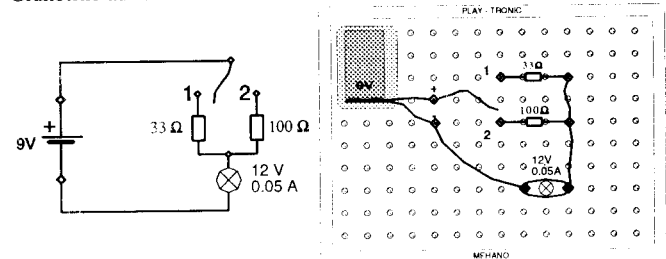 1
2
33 Ω
100 Ω
+
9V
12 V
0.05 A
PLAY - TRONIC
9V
+
1
33Ω
100Ω
2
12V
0.05A
MEHANO